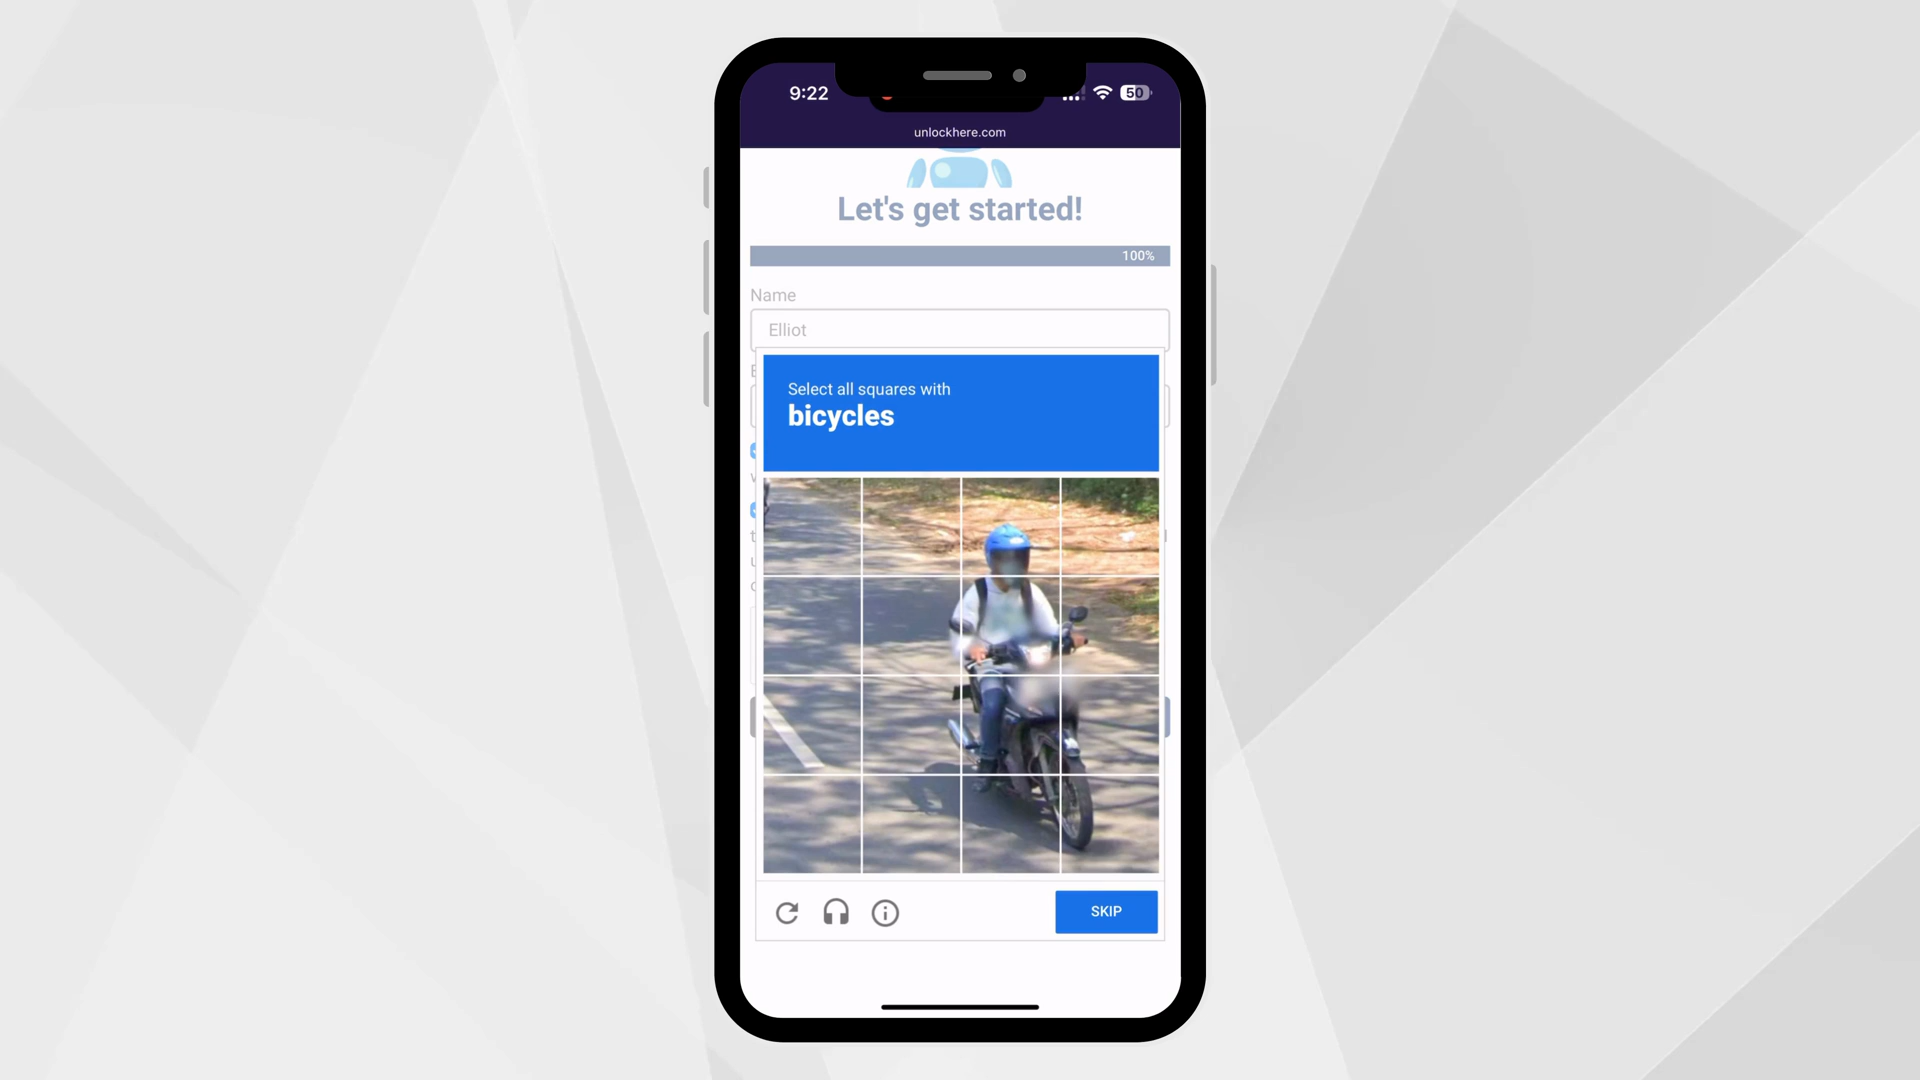 9:22
50
unlockhere.com
Let's get started!
100%
Name
Elliot
Select all squares with
bicycles
SKIP